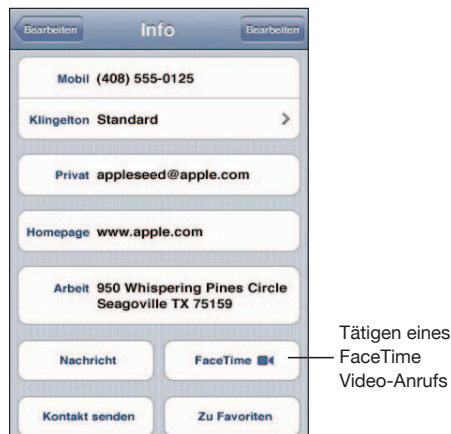 Bearbeiten Info Bearbeiten
Mobil (408) 555-0125
Klingelton Standard
Privat appleseed@apple.com
Homepage www.apple.com
Arbeit 950 Whispering Pines Circle
Seagoville TX 75159
Nachricht FaceTime
Kontakt senden Zu Favoriten
Tätigen eines
FaceTime
Video-Anrufs